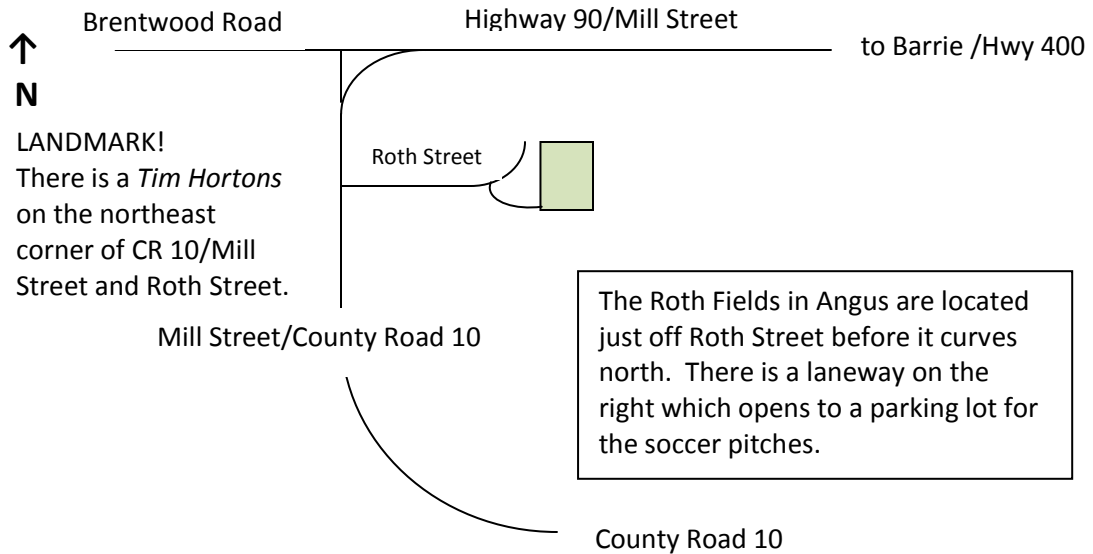 Brentwood Road
Highway 90/Mill Street
to Barrie /Hwy 400
↑
N
LANDMARK!
There is a Tim Hortons
on the northeast
corner of CR 10/Mill
Street and Roth Street.
Roth Street
The Roth Fields in Angus are located
just off Roth Street before it curves
north.  There is a laneway on the
right which opens to a parking lot for
the soccer pitches.
Mill Street/County Road 10
County Road 10